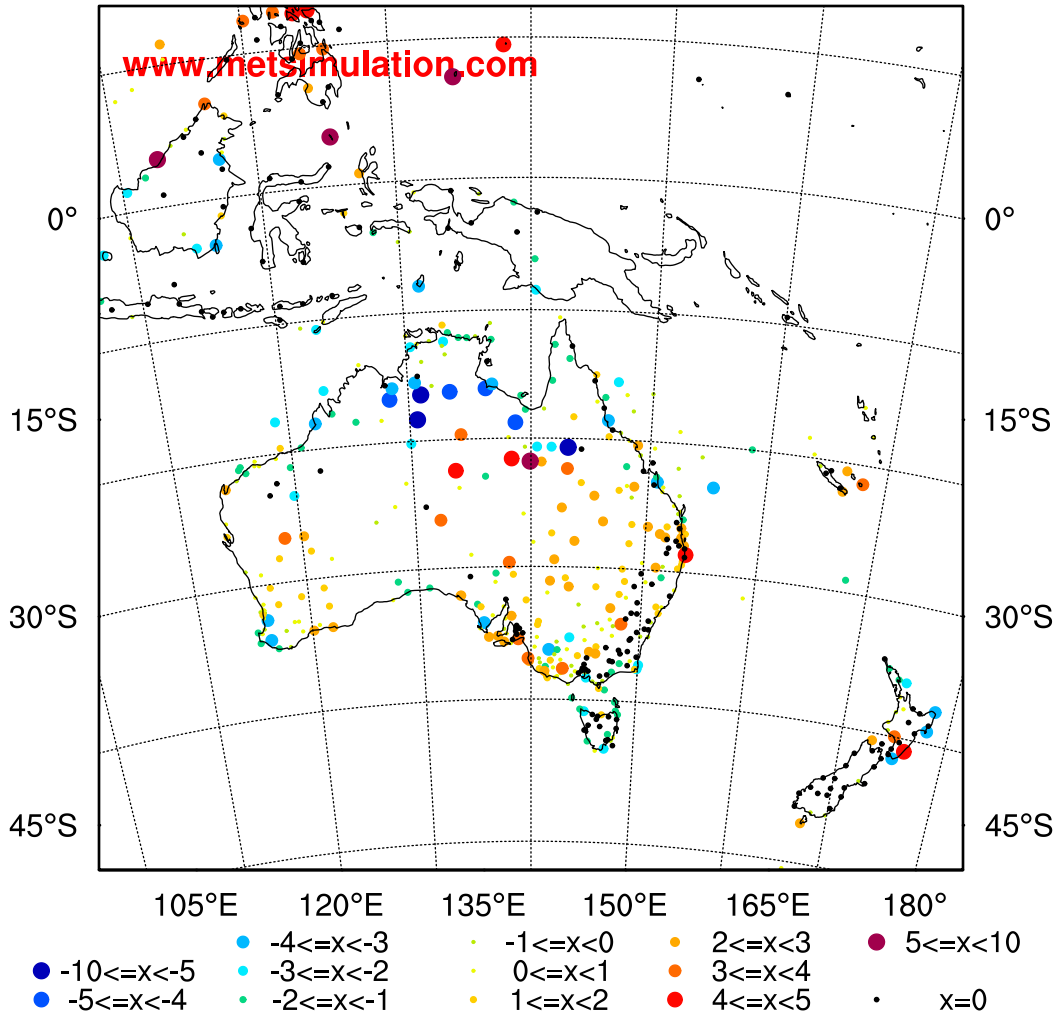 www.metsimulation.com
0° 0°
15°S 15°S
30°S 30°S
45°S 45°S
105°E 120°E 135°E 150°E 165°E 180°
-4<=x<-3 -1<=x<0 2<=x<3 5<=x<10
-10<=x<-5 -3<=x<-2 0<=x<1 3<=x<4
-5<=x<-4 -2<=x<-1 1<=x<2 4<=x<5 x=0